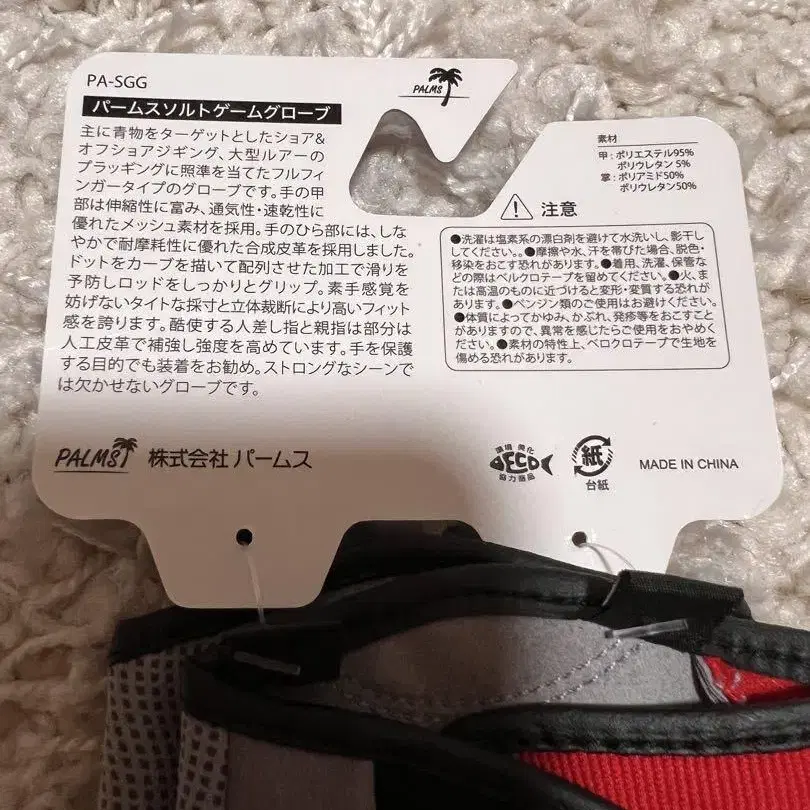 PA-SGG
PALMS
パームスソルトゲームグローブ
主に青物をターゲットとしたショア&
オフショアジギング、大型ルアーの
プラッギングに照準を当てたフルフィ
ンガータイプのグローブです。手の甲
部は伸縮性に富み、通気性・速乾性に
優れたメッシュ素材を採用。手のひら部には、しな
やかで耐摩耗性に優れた合成皮革を採用しました。
ドットをカーブを描いて配列させた加工で滑りを
予防しロッドをしっかりとグリップ。素手感覚を
妨げないタイトな採寸と立体裁断により高いフィット
感を誇ります。酷使する人差し指と親指は部分は
人工皮革で補強し強度を高めています。手を保護
する目的でも装着をお勧め。ストロングなシーンで
は欠かせないグローブです。
素材
甲:ポリエステル95%
ポリウレタン 5%
掌:ポリアミド50%
ポリウレタン50%
注意
●洗濯は塩素系の漂白剤を避けて水洗いし、影干し
してください。。●摩擦や水、汗を帯びた場合、脱色・
移染をおこす恐れがあります。●着用、洗濯、保管な
どの際はベルクロテープを留めてください。●火、ま
たは高温のものに近づけると変形・変質する恐れが
あります。●ベンジン類のご使用はお避けください。
●体質によってかゆみ、かぶれ、発疹等をおこすこと
がありますので、異常を感じたらご使用をおやめく
ださい。●素材の特性上、ベロクロテープで生地を
傷める恐れがあります。
PALMS 株式会社 パームス
環境 美化
ECO
協力商品
紙
台紙
MADE IN CHINA